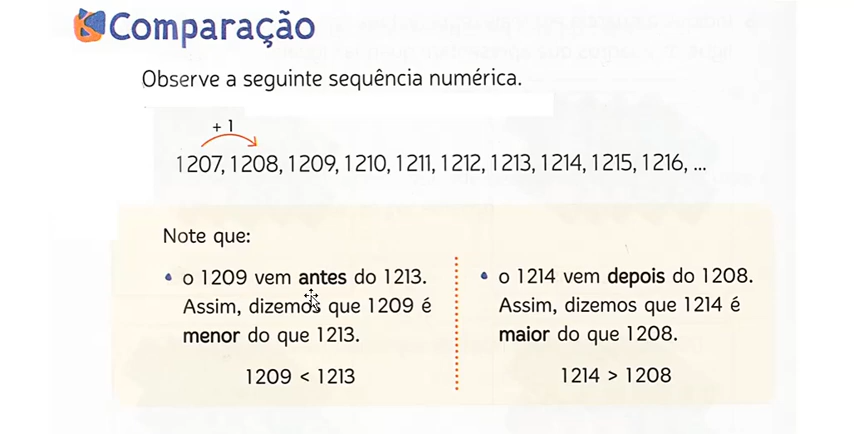 Comparação
Observe a seguinte sequência numérica.
+ 1
1207, 1208, 1209, 1210, 1211, 1212, 1213, 1214, 1215, 1216, ...
Note que:
• o 1209 vem antes do 1213.
Assim, dizemos que 1209 é
menor do que 1213.
1209 < 1213
• o 1214 vem depois do 1208.
Assim, dizemos que 1214 é
maior do que 1208.
1214 > 1208